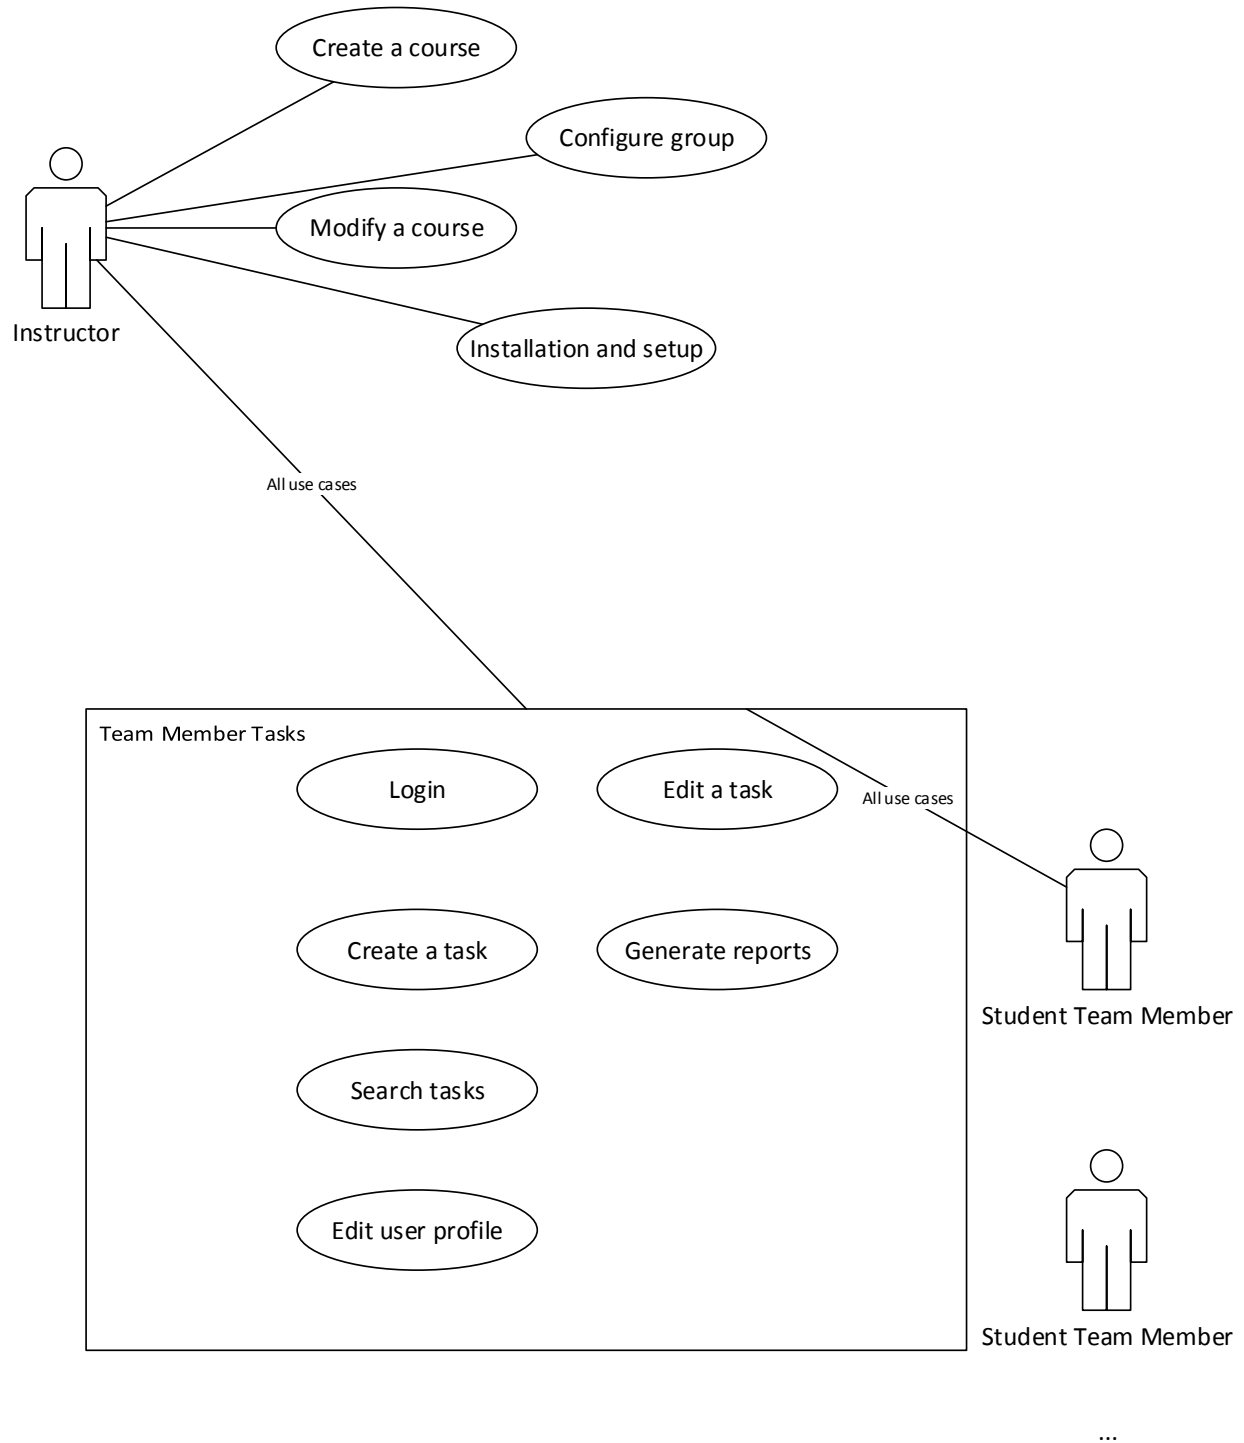 Create a course
Configure group
Modify a course
Instructor
Installation and setup
All use cases
Team Member Tasks
Login
Edit a task
All use cases
Create a task
Generate reports
Student Team Member
Search tasks
Edit user profile
Student Team Member
...